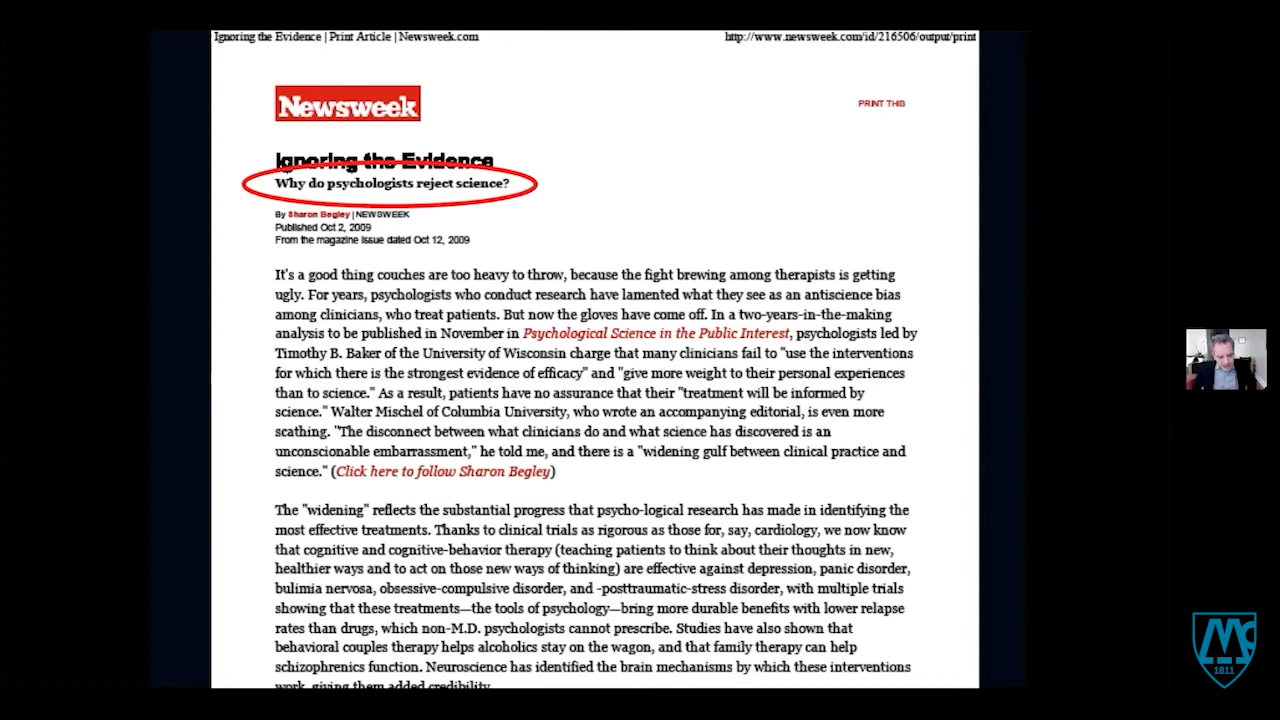 Ignoring the Evidence | Print Article | Newsweek.com
http://www.newsweek.com/id/216506/output/print
Newsweek
PRINT THIS
Ignoring the Evidence
Why do psychologists reject science?
By Sharon Begley | NEWSWEEK
Published Oct 2, 2009
From the magazine issue dated Oct 12, 2009
It's a good thing couches are too heavy to throw, because the fight brewing among therapists is getting
ugly. For years, psychologists who conduct research have lamented what they see as an antiscience bias
among clinicians, who treat patients. But now the gloves have come off. In a two-years-in-the-making
analysis to be published in November in Psychological Science in the Public Interest, psychologists led by
Timothy B. Baker of the University of Wisconsin charge that many clinicians fail to "use the interventions
for which there is the strongest evidence of efficacy" and "give more weight to their personal experiences
than to science." As a result, patients have no assurance that their "treatment will be informed by
science." Walter Mischel of Columbia University, who wrote an accompanying editorial, is even more
scathing. "The disconnect between what clinicians do and what science has discovered is an
unconscionable embarrassment," he told me, and there is a "widening gulf between clinical practice and
science." (Click here to follow Sharon Begley)
The "widening" reflects the substantial progress that psycho-logical research has made in identifying the
most effective treatments. Thanks to clinical trials as rigorous as those for, say, cardiology, we now know
that cognitive and cognitive-behavior therapy (teaching patients to think about their thoughts in new,
healthier ways and to act on those new ways of thinking) are effective against depression, panic disorder,
bulimia nervosa, obsessive-compulsive disorder, and -posttraumatic-stress disorder, with multiple trials
showing that these treatments—the tools of psychology—bring more durable benefits with lower relapse
rates than drugs, which non-M.D. psychologists cannot prescribe. Studies have also shown that
behavioral couples therapy helps alcoholics stay on the wagon, and that family therapy can help
schizophrenics function. Neuroscience has identified the brain mechanisms by which these interventions
work, giving them added credibility.
1811